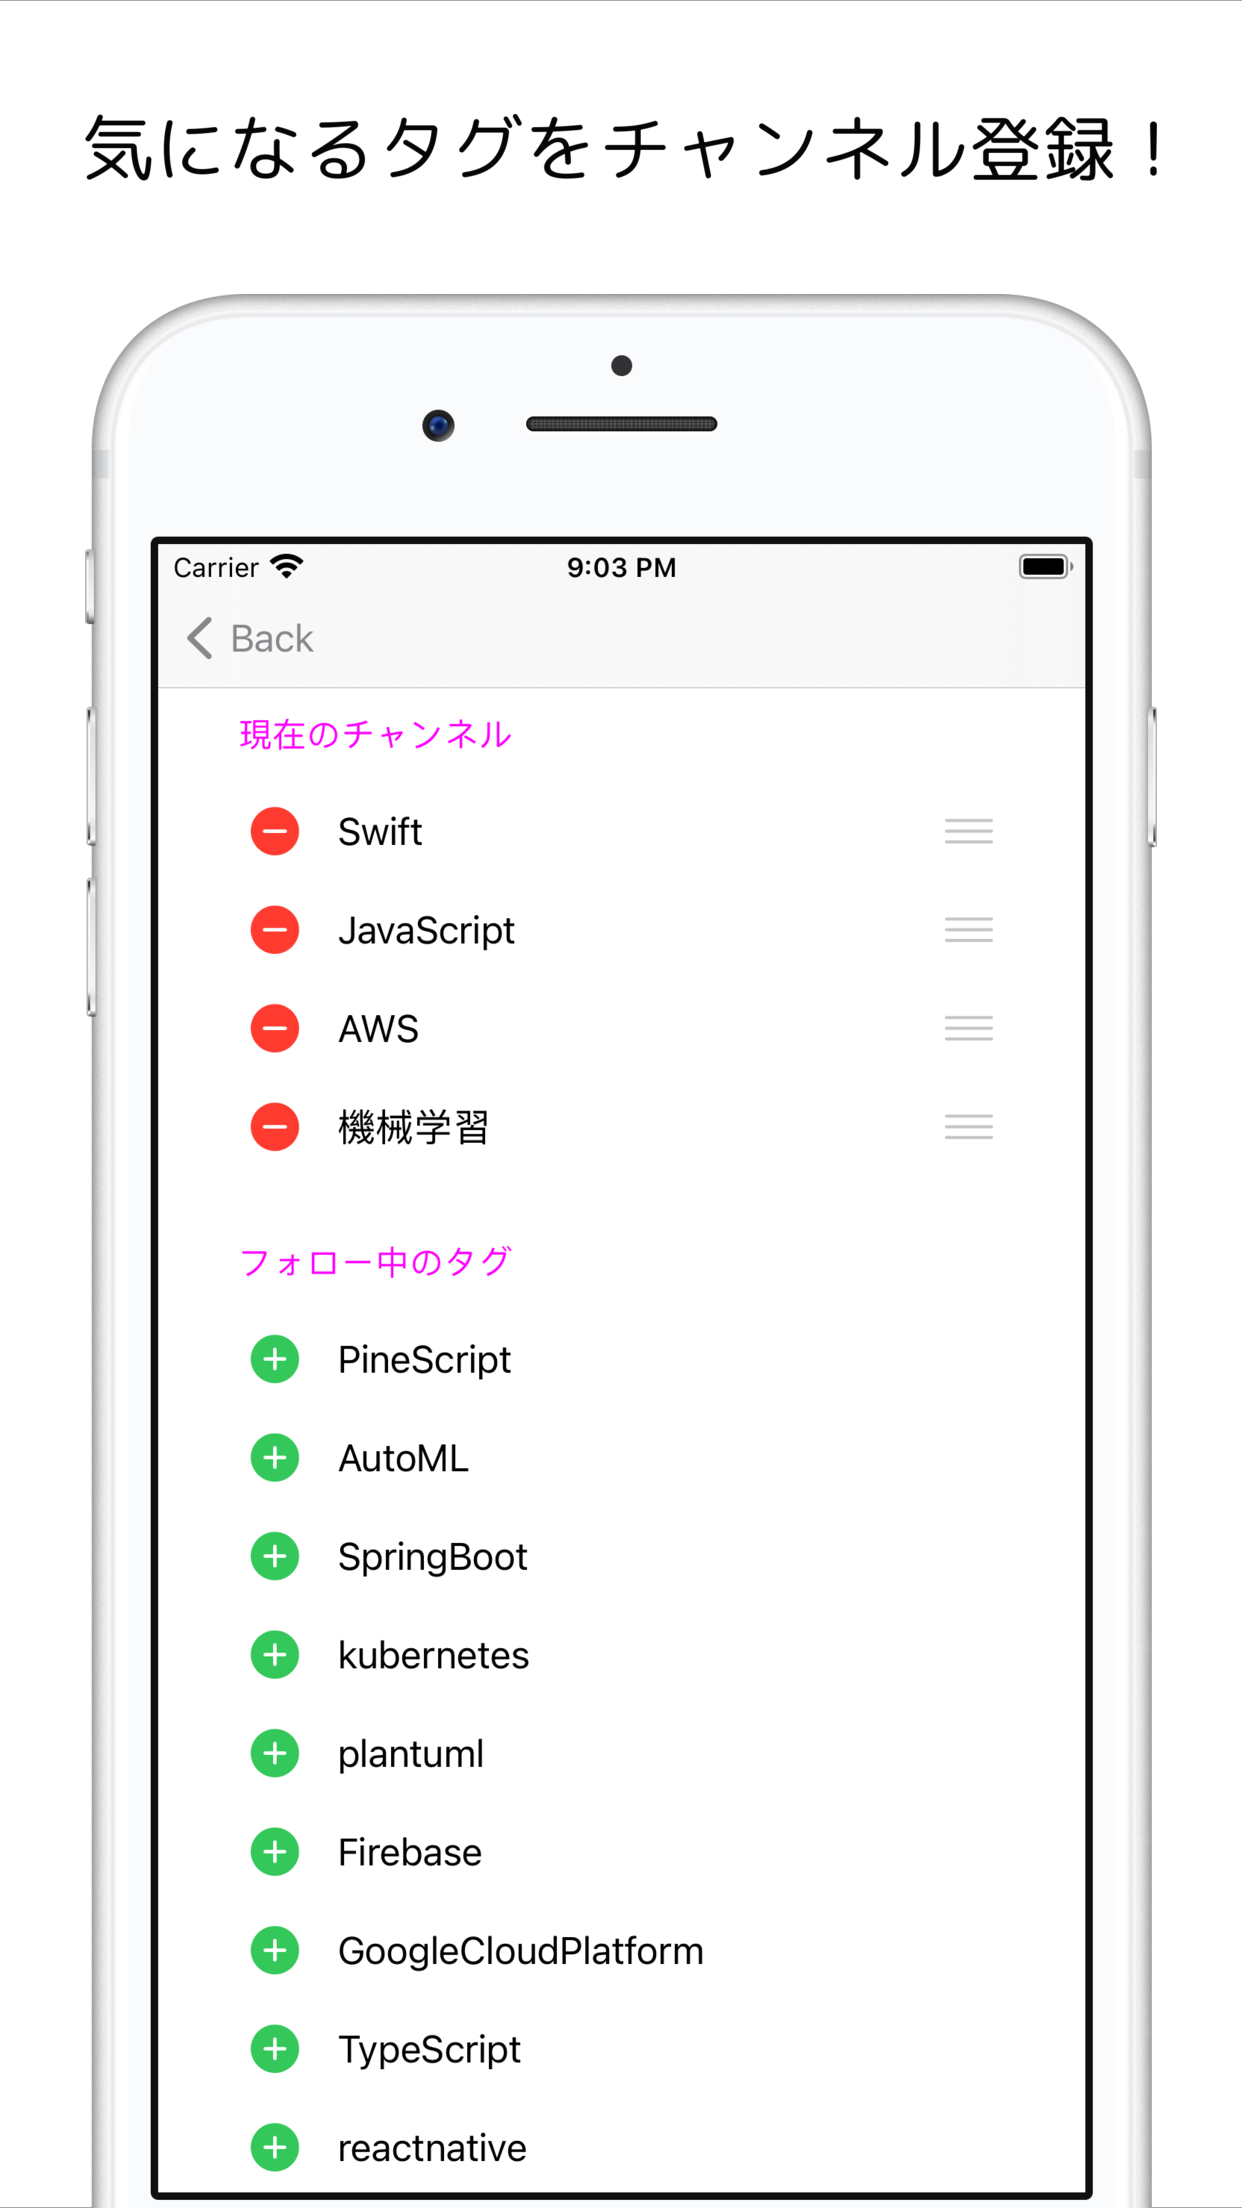 気になるタグをチャンネル登録！
Carrier 9:03 PM
Back
現在のチャンネル
Swift
JavaScript
AWS
機械学習
フォロー中のタグ
PineScript
AutoML
SpringBoot
kubernetes
plantuml
Firebase
GoogleCloudPlatform
TypeScript
reactnative